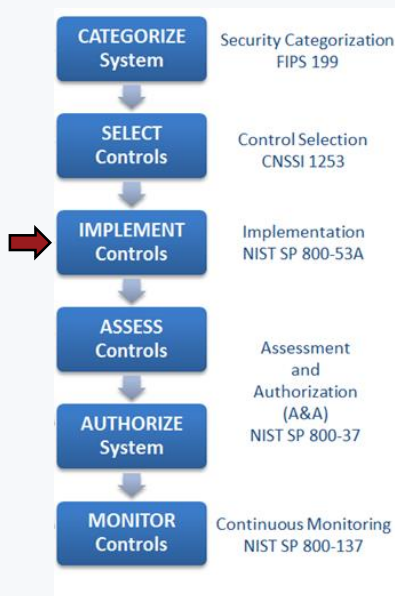 CATEGORIZE
System
Security Categorization
FIPS 199
SELECT
Controls
Control Selection
CNSSI 1253
IMPLEMENT
Controls
Implementation
NIST SP 800-53A
ASSESS
Controls
Assessment
and
Authorization
(A&A)
NIST SP 800-37
AUTHORIZE
System
MONITOR
Controls
Continuous Monitoring
NIST SP 800-137